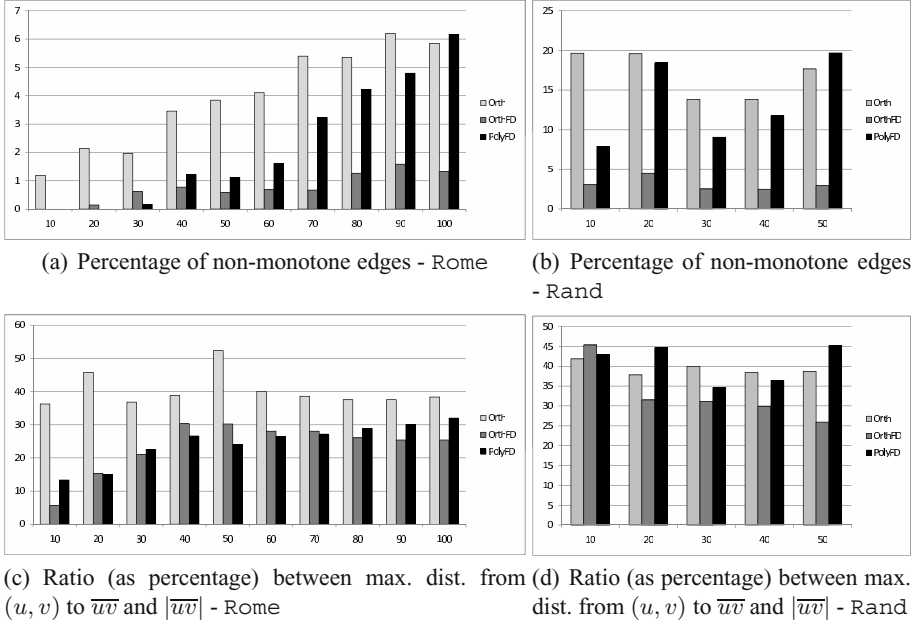 7
6
5
4
3
2
1
0
10 20 30 40 50 60 70 80 90 100
Orth
OrthFD
PolyFD
(a) Percentage of non-monotone edges - Rome
25
20
15
10
5
0
10 20 30 40 50
Orth
OrthFD
PolyFD
(b) Percentage of non-monotone edges
- Rand
60
50
40
30
20
10
0
10 20 30 40 50 60 70 80 90 100
Orth
OrthFD
PolyFD
(c) Ratio (as percentage) between max. dist. from
(u, v) to u̅v̅ and |u̅v̅| - Rome
50
45
40
35
30
25
20
15
10
5
0
10 20 30 40 50
Orth
OrthFD
PolyFD
(d) Ratio (as percentage) between max.
dist. from (u, v) to u̅v̅ and |u̅v̅| - Rand